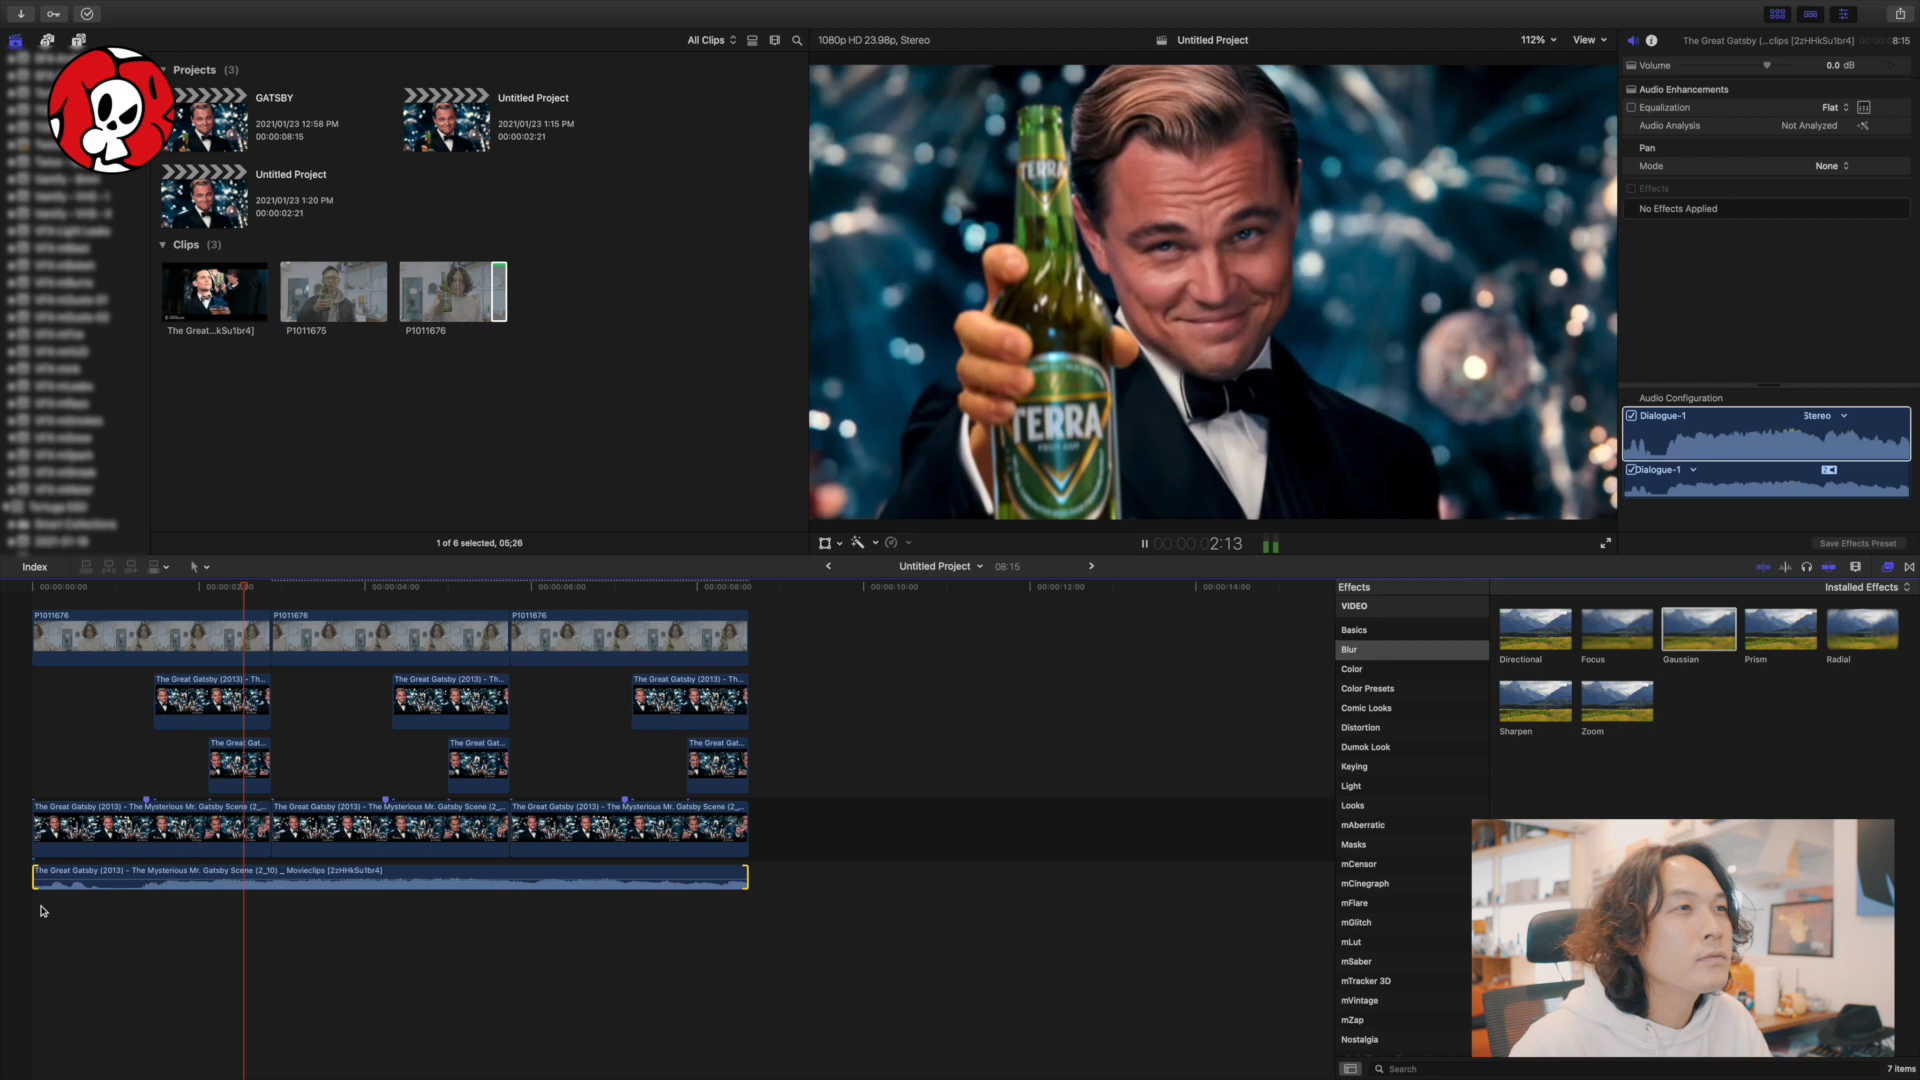 All Clips
1080p HD 23.98p, Stereo
Untitled Project
112%
View
The Great Gatsby (...clips [2zHHkSu1br4]
8:15
Projects (3)
GATSBY
2021/01/23 12:58 PM
00:00:08:15
Untitled Project
2021/01/23 1:15 PM
00:00:02:21
Untitled Project
2021/01/23 1:20 PM
00:00:02:21
Clips (3)
The Great...kSu1br4]
P1011675
P1011676
1 of 6 selected, 05;26
TERRA
TERRA
00:00:02:13
Volume
0.0 dB
Audio Enhancements
Equalization
Flat
Audio Analysis
Not Analyzed
Pan
Mode
None
Effects
No Effects Applied
Audio Configuration
Dialogue-1
Stereo
Dialogue-1
Save Effects Preset
Index
Untitled Project
08:15
00:00:00:00
00:00:04:00
00:00:06:00
00:00:08:00
00:00:10:00
00:00:12:00
00:00:14:00
P1011676
P1011676
P1011676
The Great Gatsby (2013) - Th...
The Great Gatsby (2013) - Th...
The Great Gatsby (2013) - Th...
The Great Gat...
The Great Gat...
The Great Gat...
The Great Gatsby (2013) - The Mysterious Mr. Gatsby Scene (2_...
The Great Gatsby (2013) - The Mysterious Mr. Gatsby Scene (2_...
The Great Gatsby (2013) - The Mysterious Mr. Gatsby Scene (2_...
The Great Gatsby (2013) - The Mysterious Mr. Gatsby Scene (2_10) _ Movieclips [2zHHkSu1br4]
Effects
Installed Effects
VIDEO
Basics
Blur
Color
Color Presets
Comic Looks
Distortion
Dumok Look
Keying
Light
Looks
mAberratic
Masks
mCensor
mCinegraph
mFlare
mGlitch
mLut
mSaber
mTracker 3D
mVintage
mZap
Nostalgia
Directional
Focus
Gaussian
Prism
Radial
Sharpen
Zoom
Search
7 items